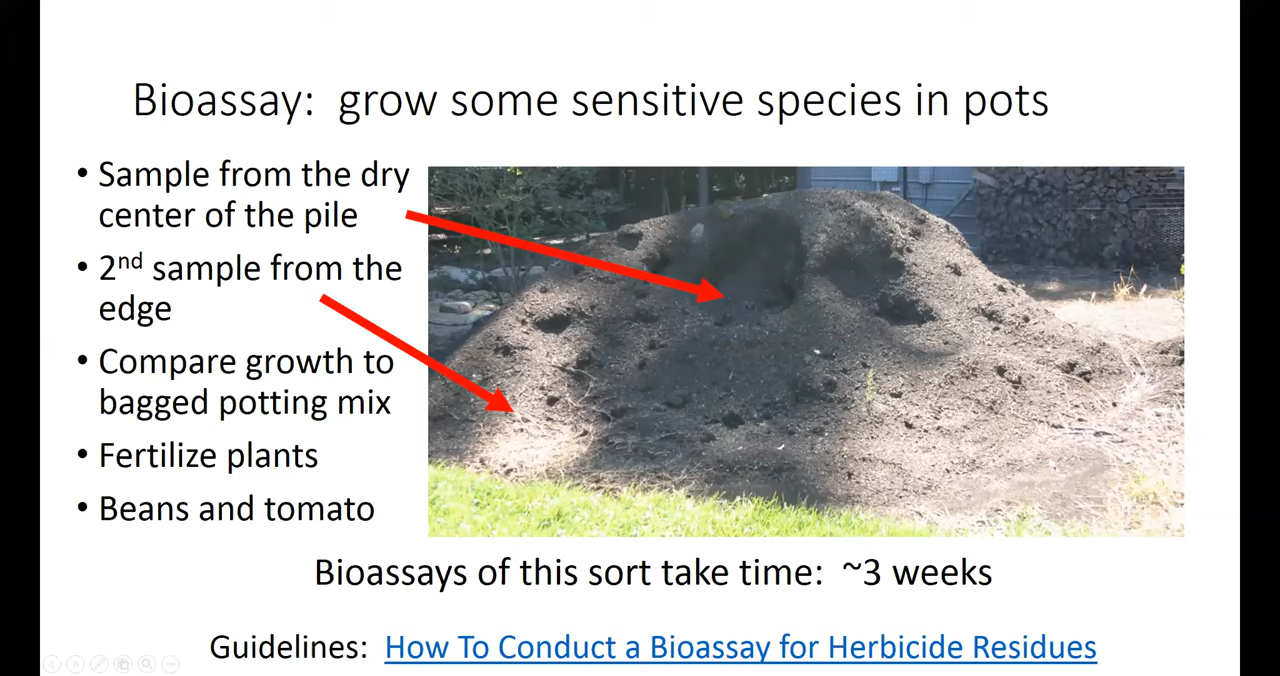 Bioassay: grow some sensitive species in pots
• Sample from the dry
center of the pile
• 2nd sample from the
edge
• Compare growth to
bagged potting mix
• Fertilize plants
• Beans and tomato
Bioassays of this sort take time: ~3 weeks
Guidelines: How To Conduct a Bioassay for Herbicide Residues